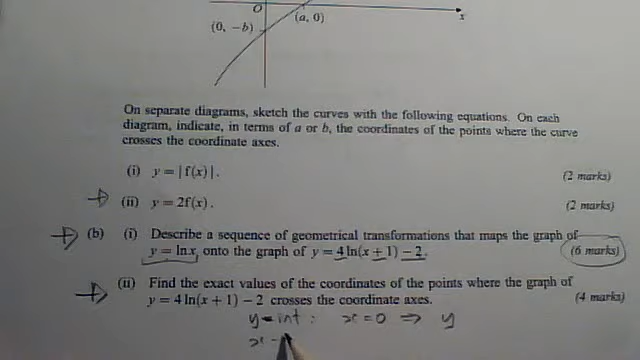 O
x
(0, −b)
(a, 0)
On separate diagrams, sketch the curves with the following equations. On each
diagram, indicate, in terms of a or b, the coordinates of the points where the curve
crosses the coordinate axes.
(i) y = |f(x)|. (2 marks)
(ii) y = 2f(x). (2 marks)
(b) (i) Describe a sequence of geometrical transformations that maps the graph of
y = ln x onto the graph of y = 4 ln(x + 1) − 2. (6 marks)
(ii) Find the exact values of the coordinates of the points where the graph of
y = 4 ln(x + 1) − 2 crosses the coordinate axes. (4 marks)
y-int : x = 0 ⇒ y
x -